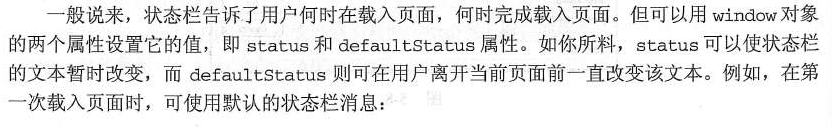 一般说来，状态栏告诉了用户何时在载入页面，何时完成载入页面。但可以用 window 对象
的两个属性设置它的值，即 status 和 defaultStatus 属性。如你所料，status 可以使状态栏
的文本暂时改变，而 defaultStatus 则可在用户离开当前页面前一直改变该文本。例如，在第
一次载入页面时，可使用默认的状态栏消息：